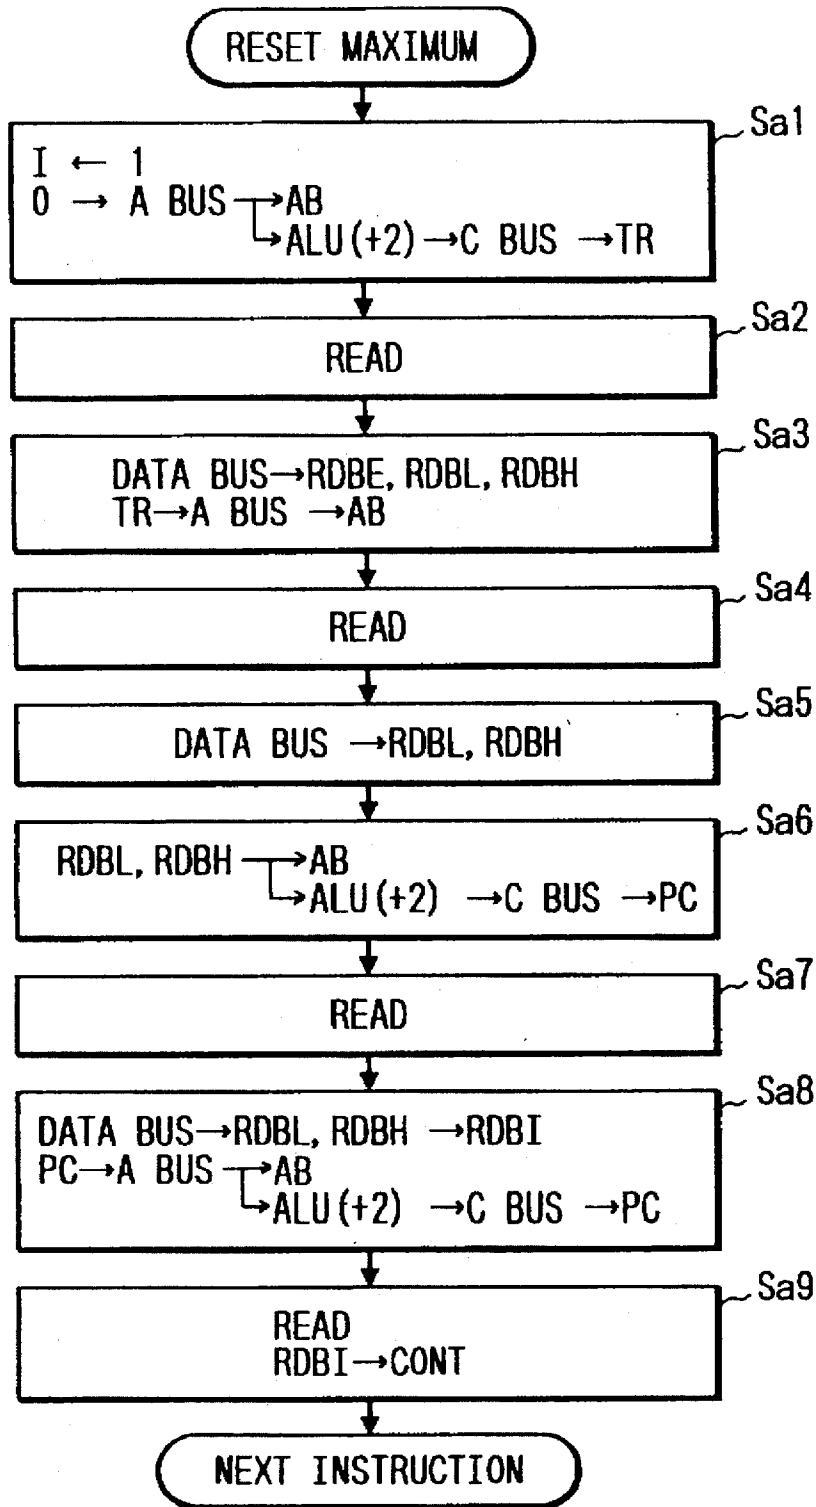 RESET MAXIMUM
Sa1
I ← 1
0 → A BUS →AB
→ALU(+2) →C BUS →TR
Sa2
READ
Sa3
DATA BUS→RDBE, RDBL, RDBH
TR→A BUS →AB
Sa4
READ
Sa5
DATA BUS →RDBL, RDBH
Sa6
RDBL, RDBH →AB
→ALU(+2) →C BUS →PC
Sa7
READ
Sa8
DATA BUS→RDBL, RDBH →RDBI
PC→A BUS →AB
→ALU(+2) →C BUS →PC
Sa9
READ
RDBI→CONT
NEXT INSTRUCTION